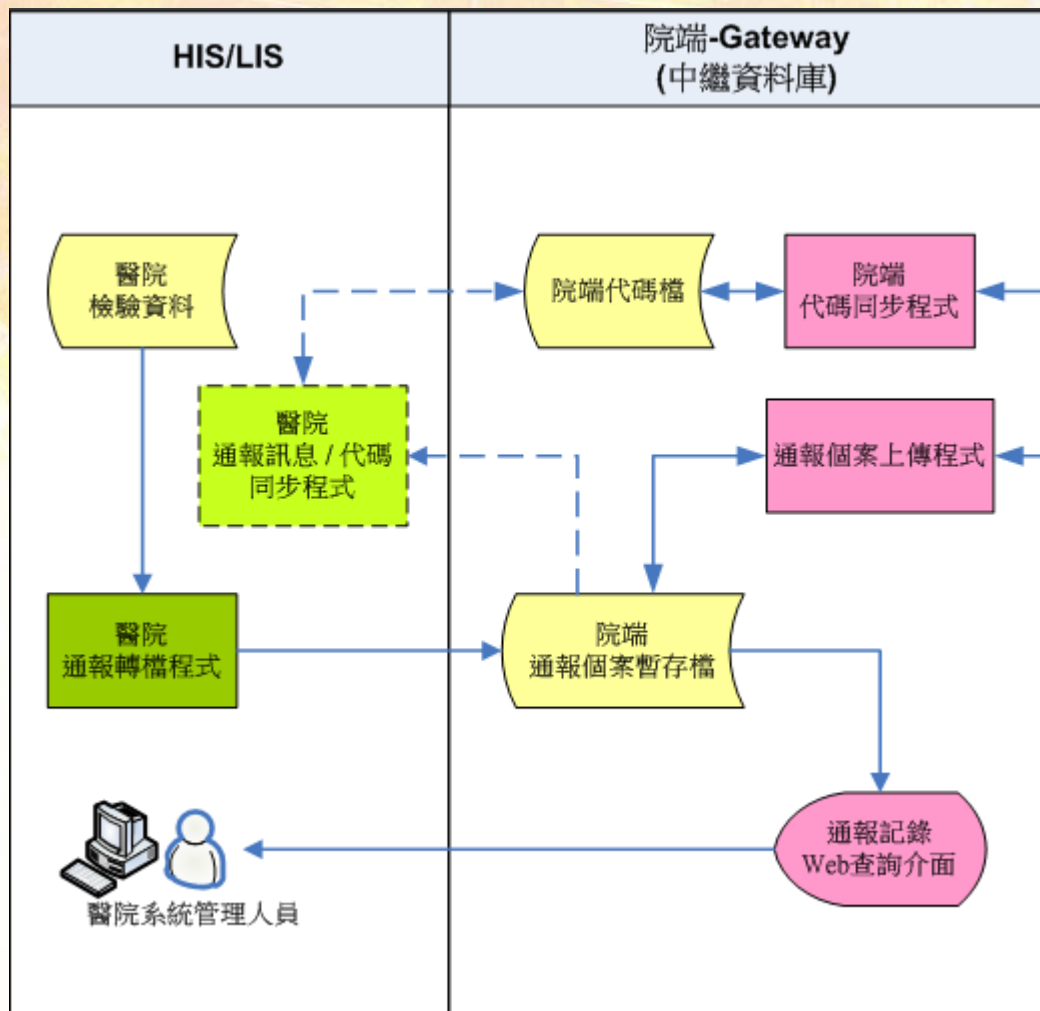 HIS/LIS
院端-Gateway
(中繼資料庫)
醫院
檢驗資料
院端代碼檔
院端
代碼同步程式
醫院
通報訊息 / 代碼
同步程式
通報個案上傳程式
醫院
通報轉檔程式
院端
通報個案暫存檔
通報記錄
Web查詢介面
醫院系統管理人員